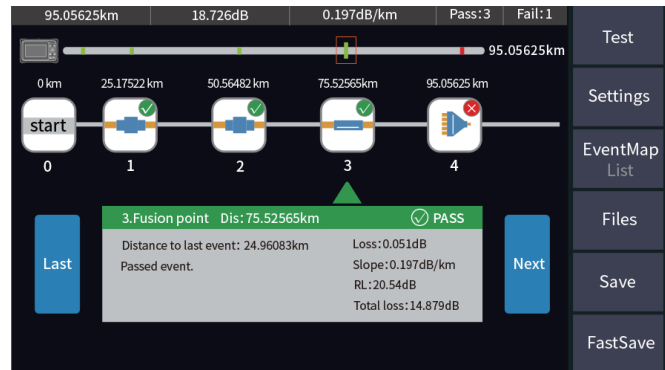 95.05625km 18.726dB 0.197dB/km Pass:3 Fail:1
95.05625km
0 km 25.17522 km 50.56482 km 75.52565km 95.05625 km
start
0 1 2 3 4
3.Fusion point Dis:75.52565km PASS
Distance to last event: 24.96083km
Passed event.
Loss:0.051dB
Slope:0.197dB/km
RL:20.54dB
Total loss:14.879dB
Last
Next
Test
Settings
EventMap
List
Files
Save
FastSave